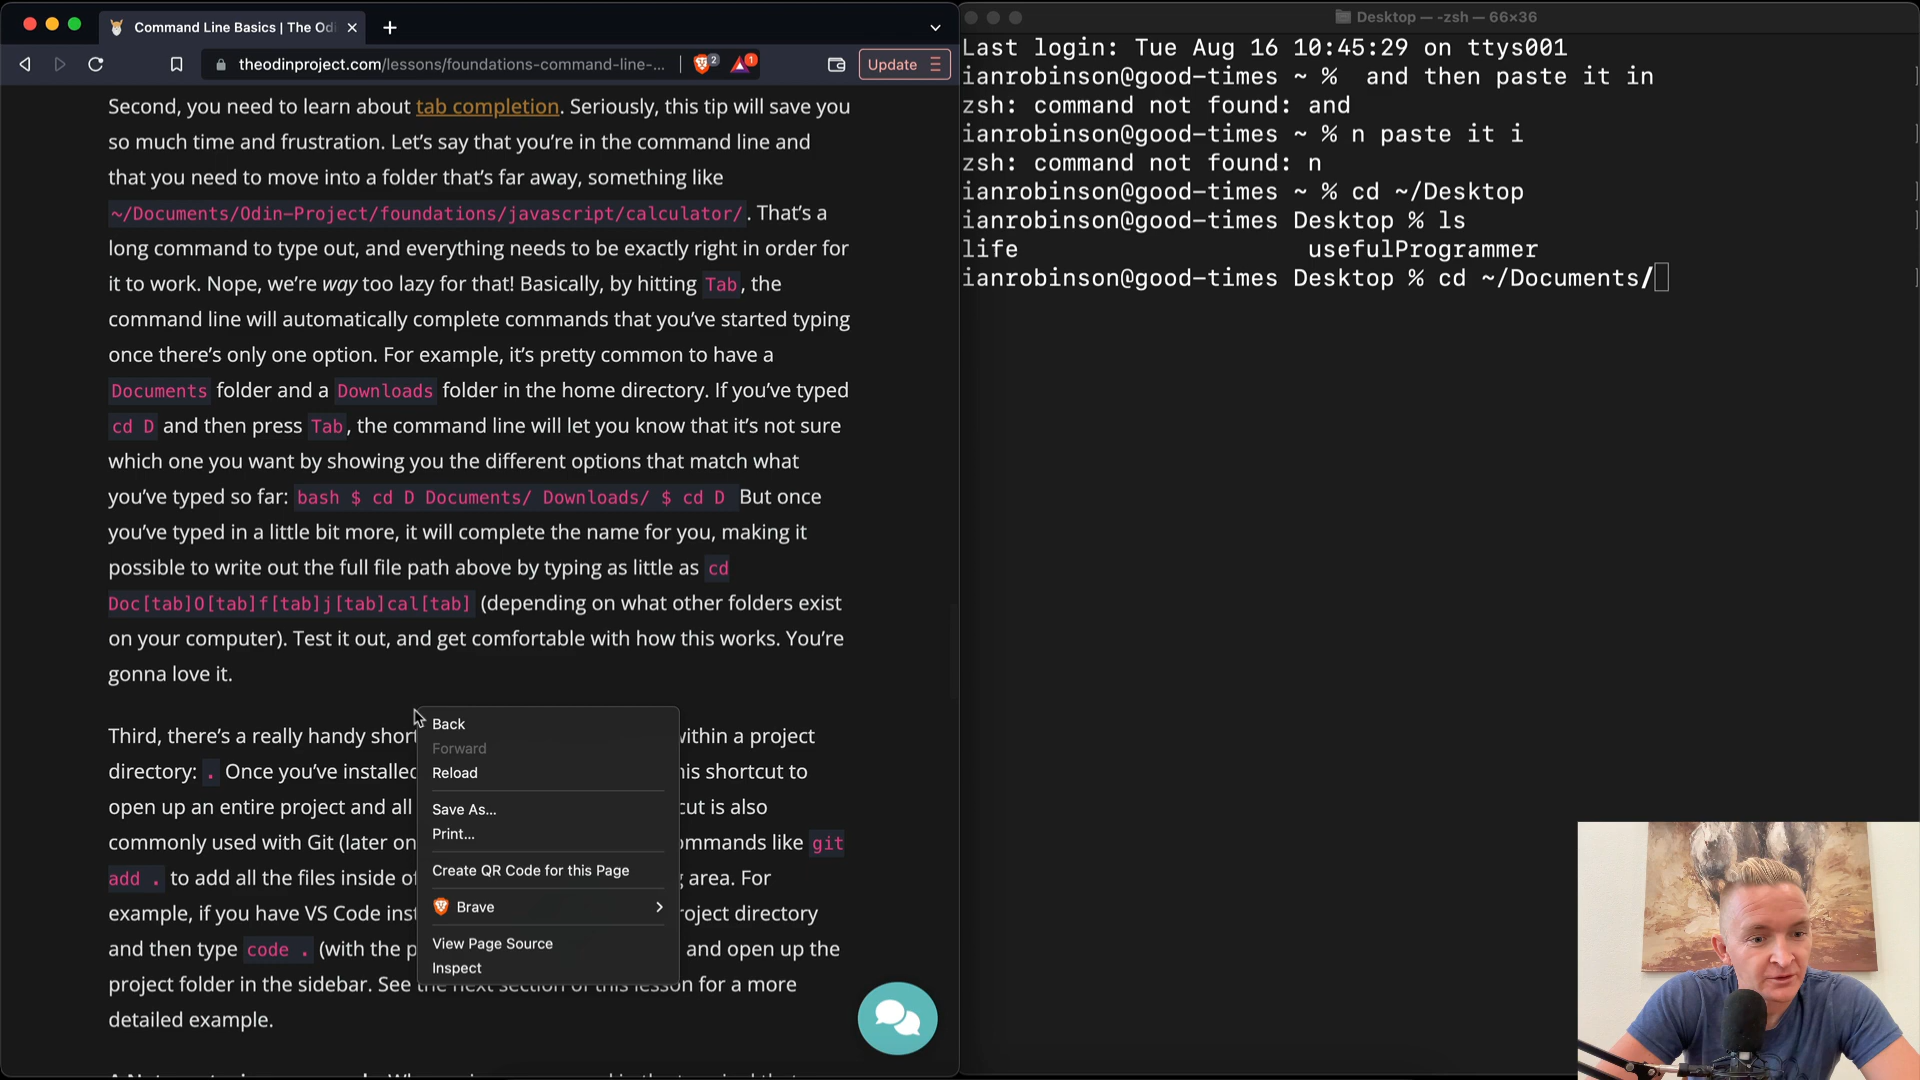 Command Line Basics | The Odi
theodinproject.com/lessons/foundations-command-line-...
2
1
Update
Second, you need to learn about tab completion. Seriously, this tip will save you
so much time and frustration. Let’s say that you’re in the command line and
that you need to move into a folder that’s far away, something like
~/Documents/Odin-Project/foundations/javascript/calculator/. That’s a
long command to type out, and everything needs to be exactly right in order for
it to work. Nope, we’re way too lazy for that! Basically, by hitting Tab, the
command line will automatically complete commands that you’ve started typing
once there’s only one option. For example, it’s pretty common to have a
Documents folder and a Downloads folder in the home directory. If you’ve typed
cd D and then press Tab, the command line will let you know that it’s not sure
which one you want by showing you the different options that match what
you’ve typed so far: bash $ cd D Documents/ Downloads/ $ cd D But once
you’ve typed in a little bit more, it will complete the name for you, making it
possible to write out the full file path above by typing as little as cd
Doc[tab]O[tab]f[tab]j[tab]cal[tab] (depending on what other folders exist
on your computer). Test it out, and get comfortable with how this works. You’re
gonna love it.
Third, there’s a really handy short within a project
directory: . Once you’ve installed his shortcut to
open up an entire project and all cut is also
commonly used with Git (later on mmands like git
add . to add all the files inside of g area. For
example, if you have VS Code inst roject directory
and then type code . (with the p and open up the
project folder in the sidebar. See the next section of this lesson for a more
detailed example.
Back
Forward
Reload
Save As...
Print...
Create QR Code for this Page
Brave
View Page Source
Inspect
Desktop — -zsh — 66×36
Last login: Tue Aug 16 10:45:29 on ttys001
ianrobinson@good-times ~ %  and then paste it in
zsh: command not found: and
ianrobinson@good-times ~ % n paste it i
zsh: command not found: n
ianrobinson@good-times ~ % cd ~/Desktop
ianrobinson@good-times Desktop % ls
life usefulProgrammer
ianrobinson@good-times Desktop % cd ~/Documents/